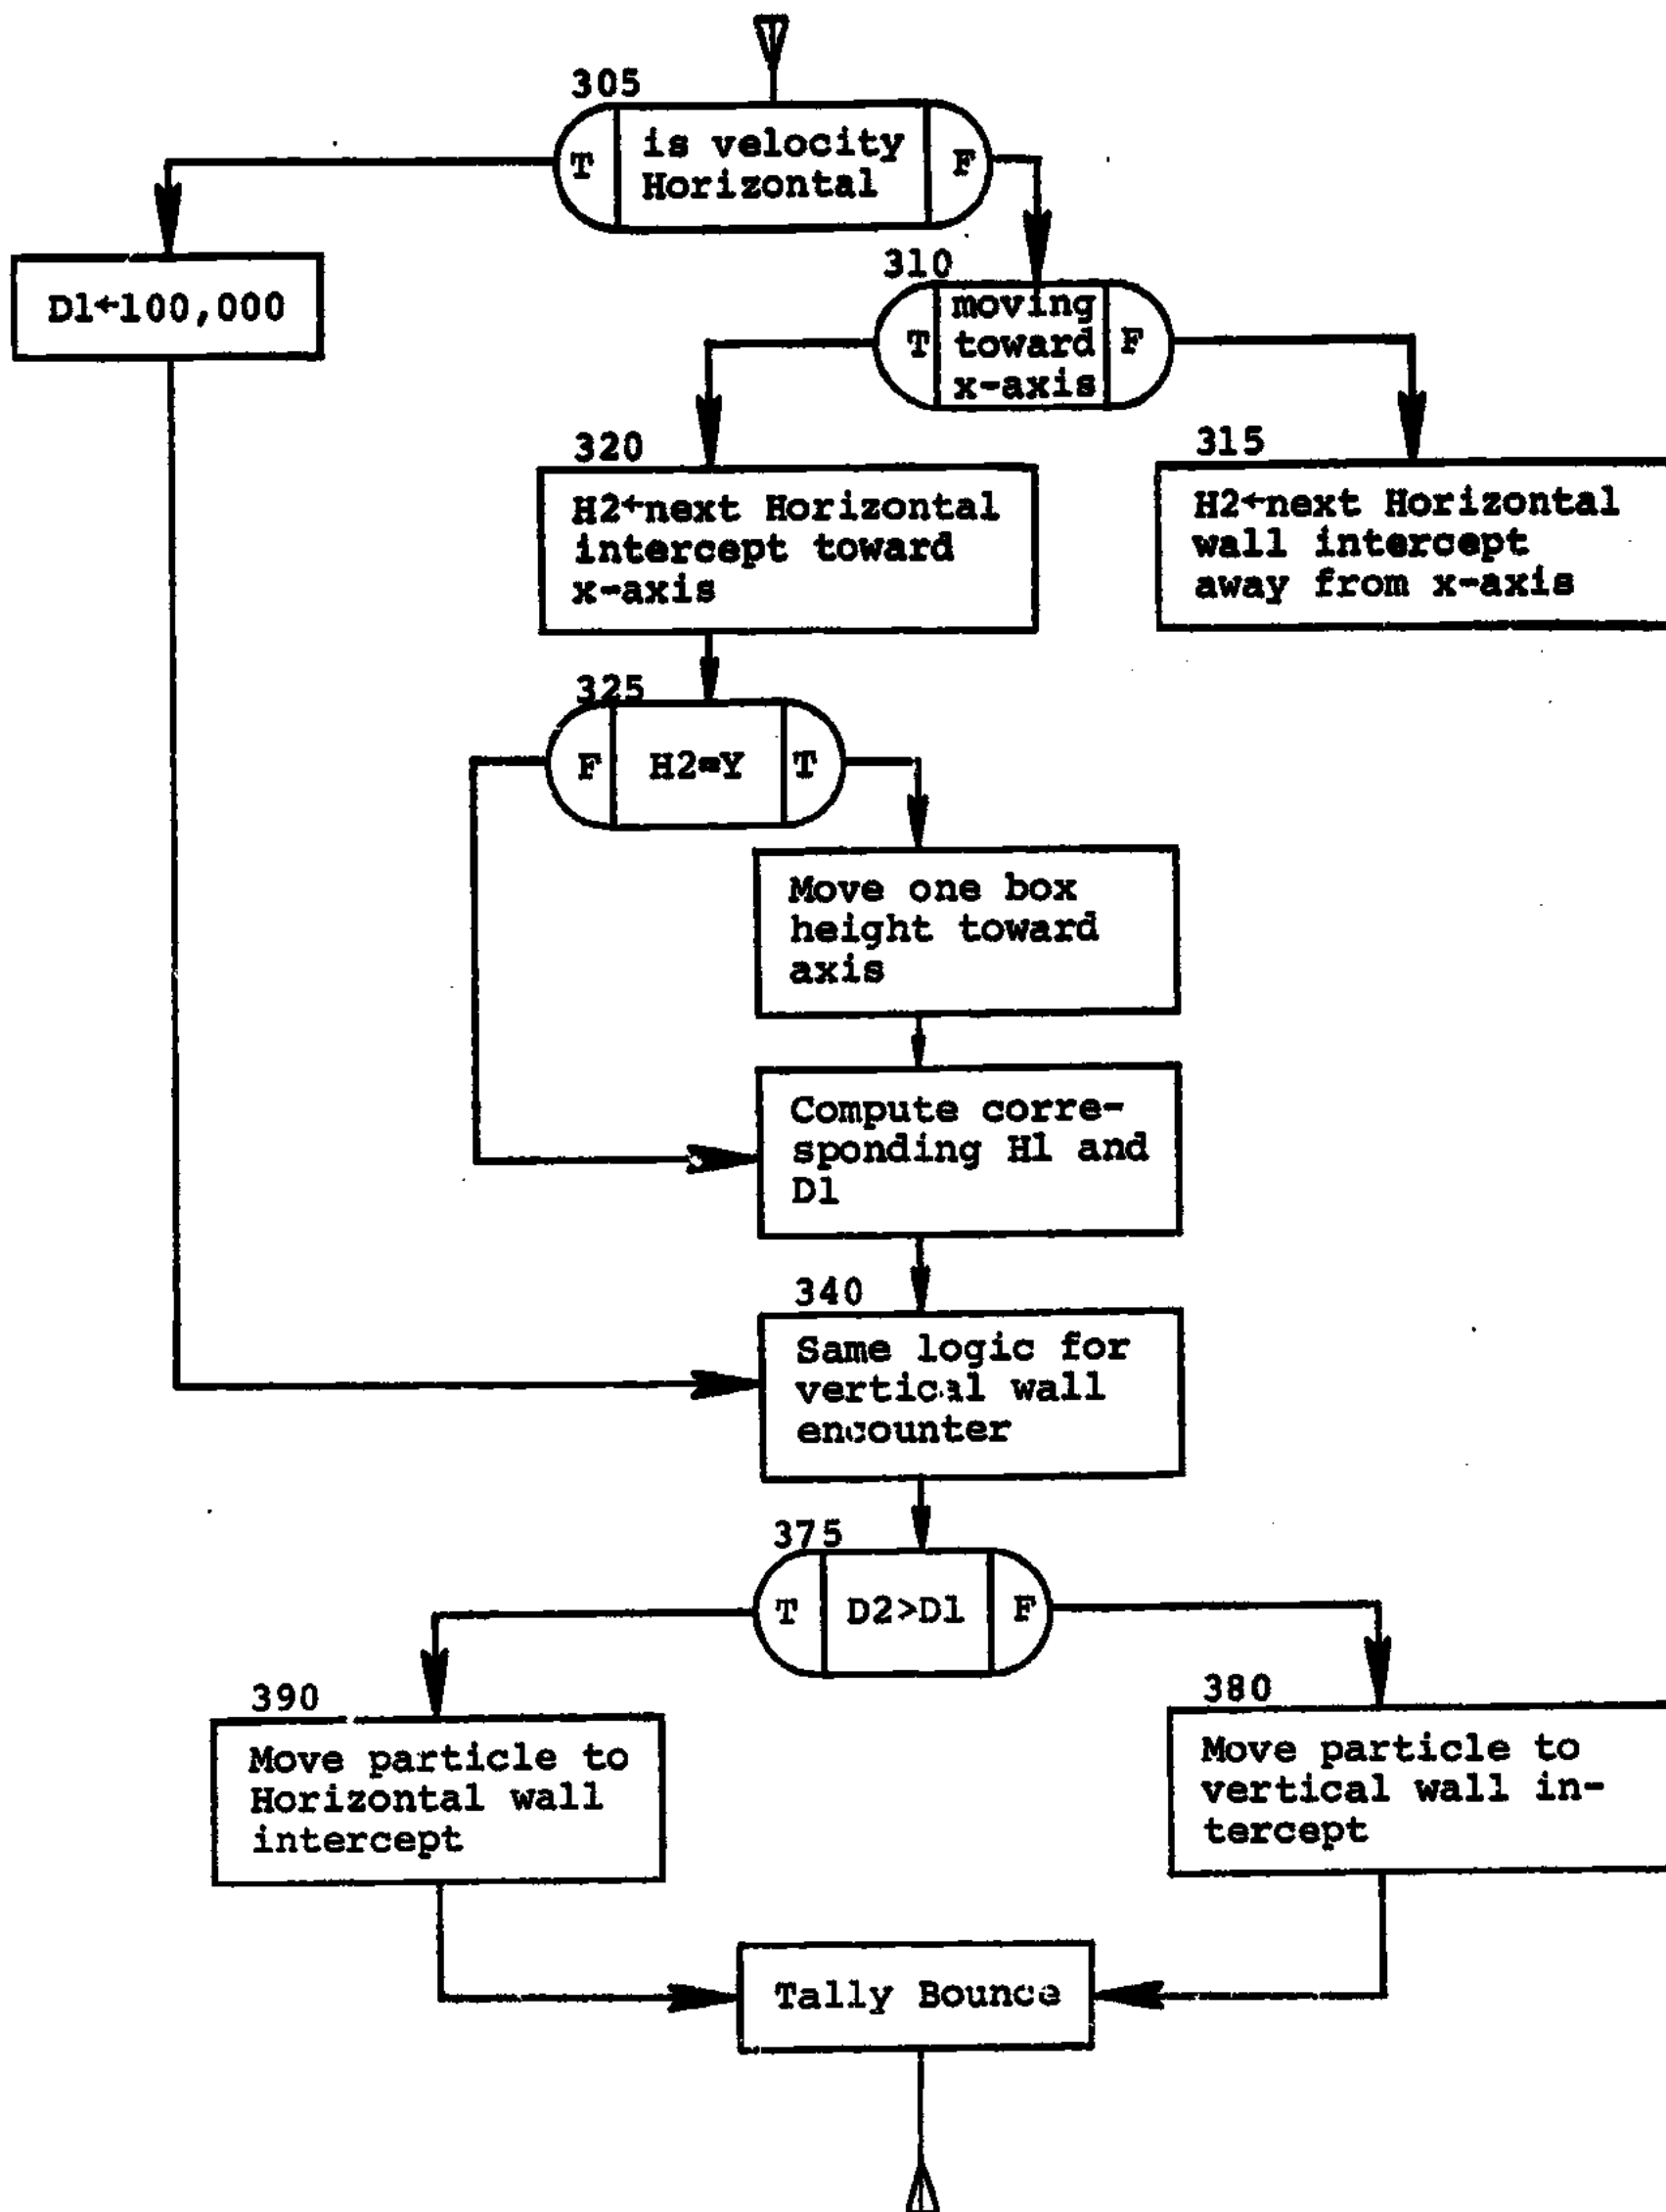 305
T
is velocity
Horizontal
F
D1←100,000
310
T
moving
toward
x-axis
F
320
H2←next Horizontal
intercept toward
x-axis
315
H2←next Horizontal
wall intercept
away from x-axis
325
F
H2=Y
T
Move one box
height toward
axis
Compute corre-
sponding H1 and
D1
340
Same logic for
vertical wall
encounter
375
T
D2>D1
F
390
Move particle to
Horizontal wall
intercept
380
Move particle to
vertical wall in-
tercept
Tally Bounce